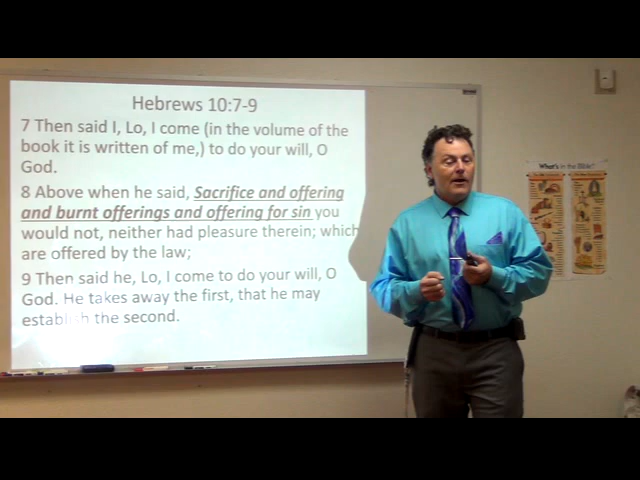 Hebrews 10:7-9
7 Then said I, Lo, I come (in the volume of the
book it is written of me,) to do your will, O
God.
8 Above when he said, Sacrifice and offering
and burnt offerings and offering for sin you
would not, neither had pleasure therein; which
are offered by the law;
9 Then said he, Lo, I come to do your will, O
God. He takes away the first, that he may
establish the second.
What's in the Bible?